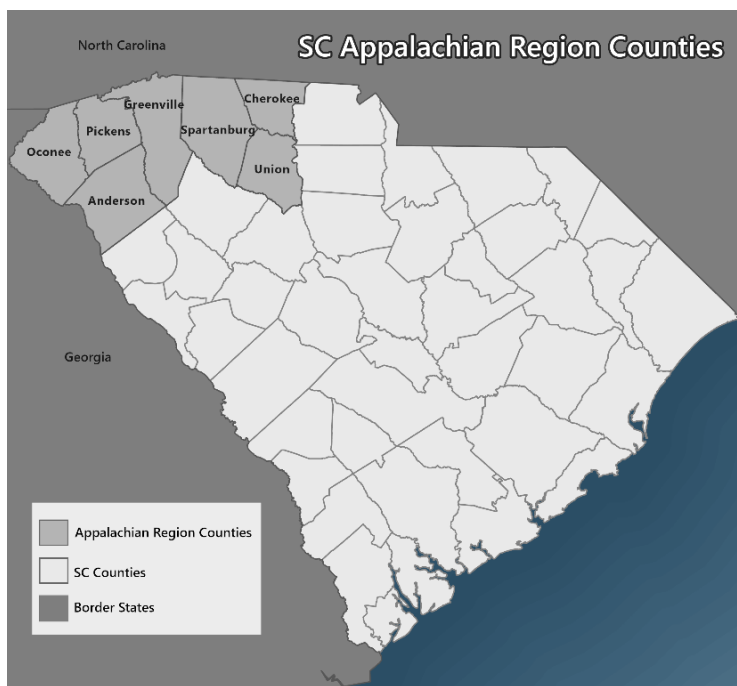 North Carolina
SC Appalachian Region Counties
Cherokee
Greenville
Pickens
Spartanburg
Oconee
Union
Anderson
Georgia
Appalachian Region Counties
SC Counties
Border States